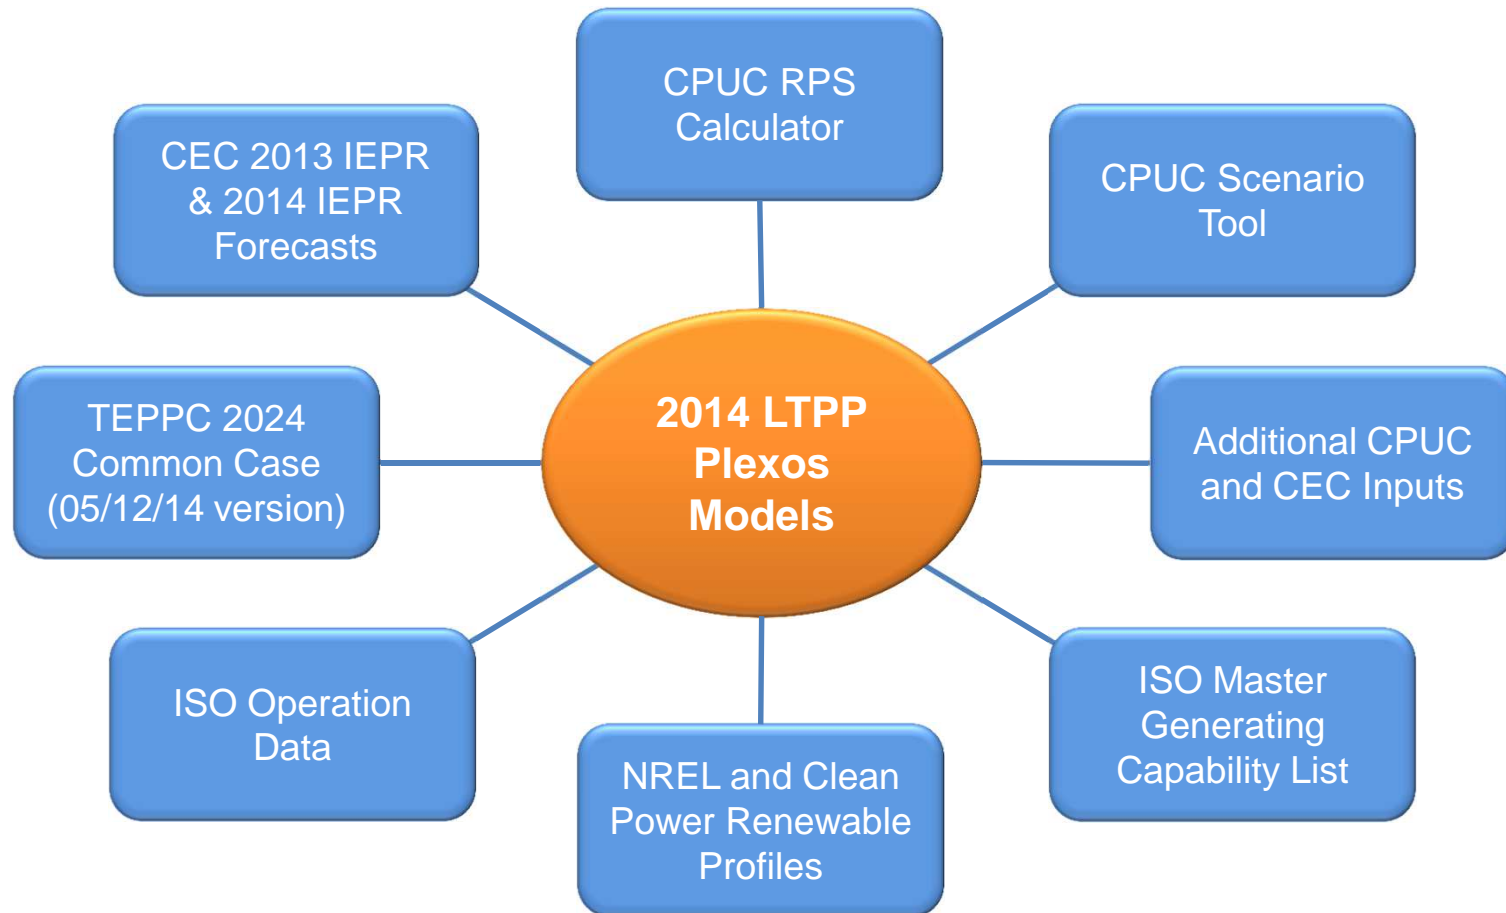 CPUC RPS
Calculator
CEC 2013 IEPR
& 2014 IEPR
Forecasts
CPUC Scenario
Tool
TEPPC 2024
Common Case
(05/12/14 version)
2014 LTPP
Plexos
Models
Additional CPUC
and CEC Inputs
ISO Operation
Data
NREL and Clean
Power Renewable
Profiles
ISO Master
Generating
Capability List